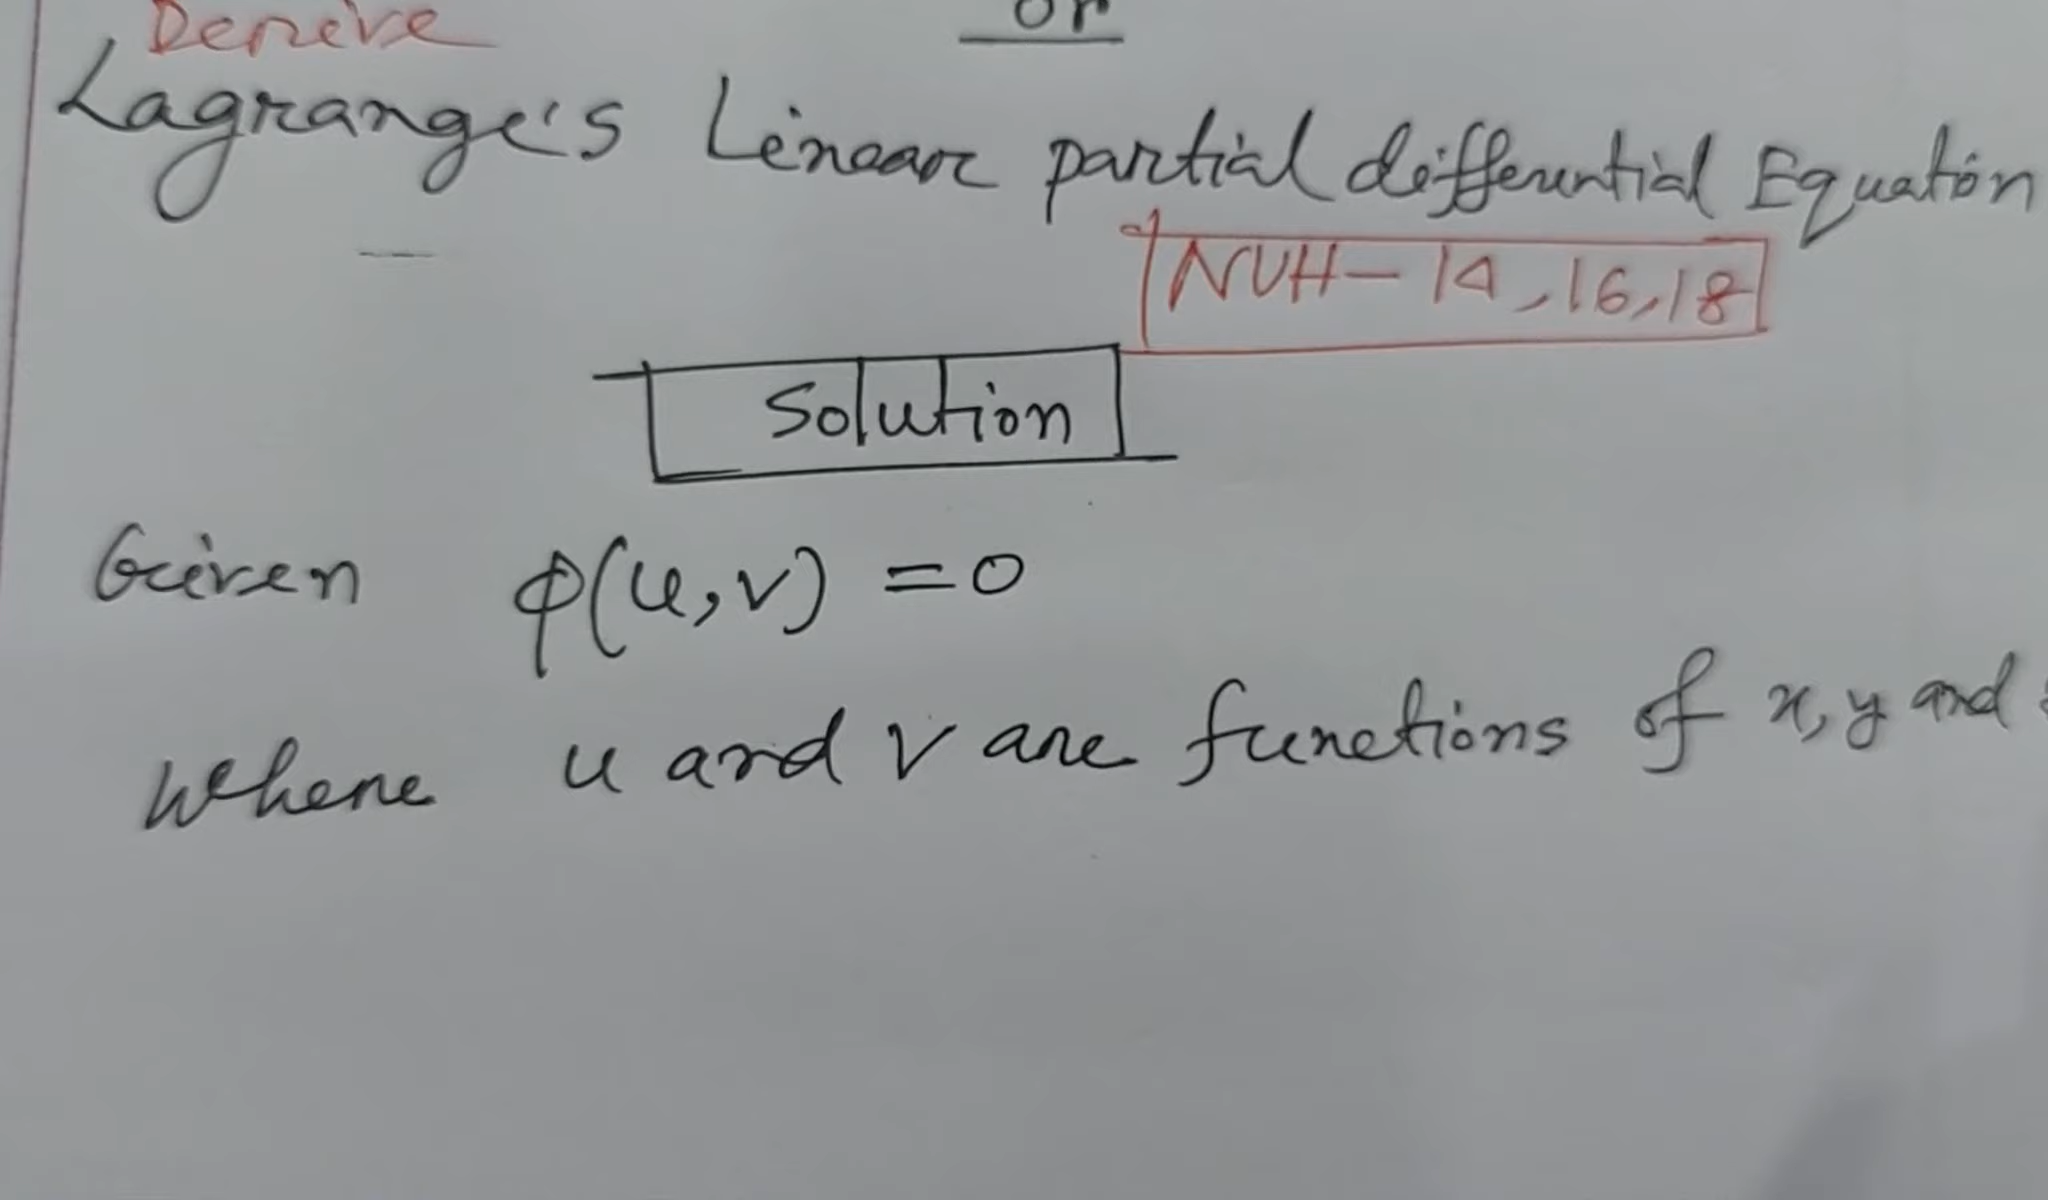 Derive
or
Lagrange's Linear partial differential Equation
NUH - 14, 16, 18
Solution
Given φ(u,v) = 0
where u and v are functions of x, y and